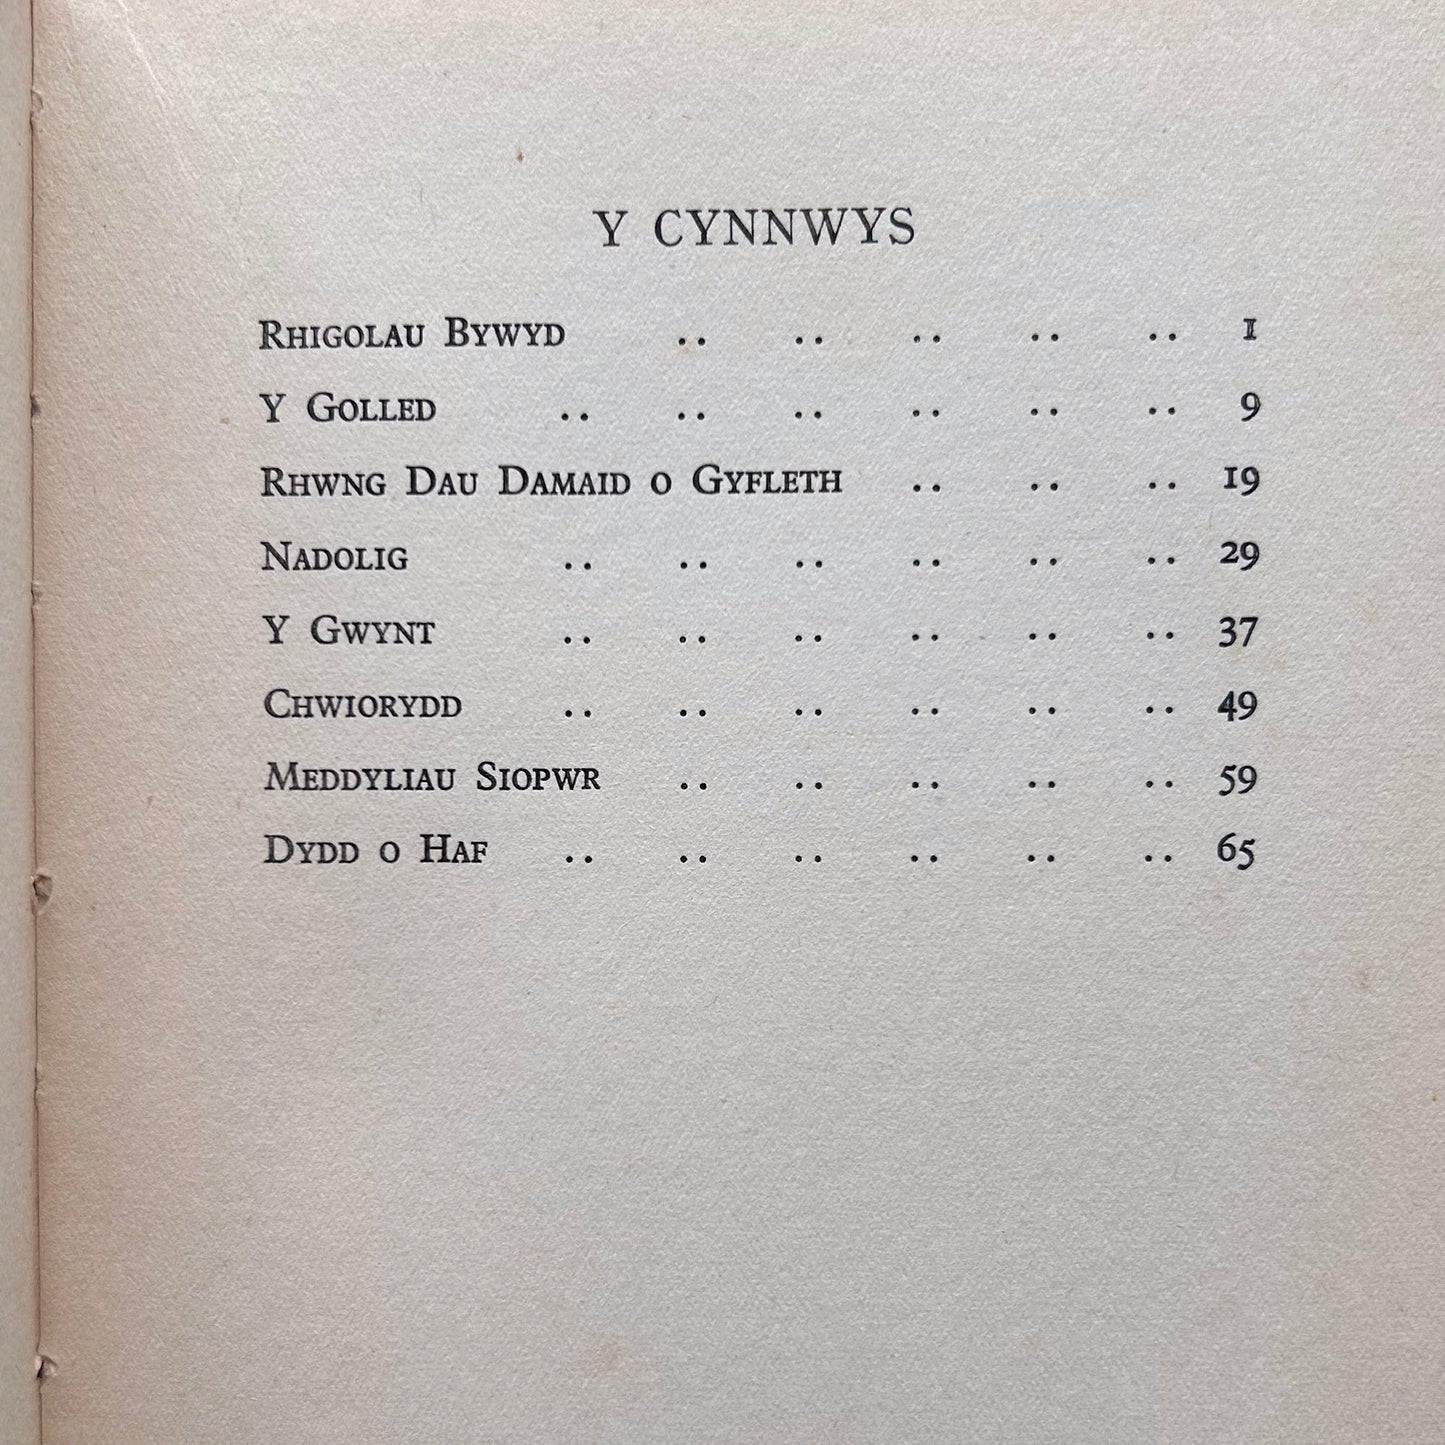 Y CYNNWYS
Rhigolau Bywyd .. .. .. .. .. 1
Y Golled .. .. .. .. .. .. 9
Rhwng Dau Damaid o Gyfleth .. .. .. 19
Nadolig .. .. .. .. .. .. 29
Y Gwynt .. .. .. .. .. .. 37
Chwiorydd .. .. .. .. .. .. 49
Meddyliau Siopwr .. .. .. .. .. 59
Dydd o Haf .. .. .. .. .. .. 65